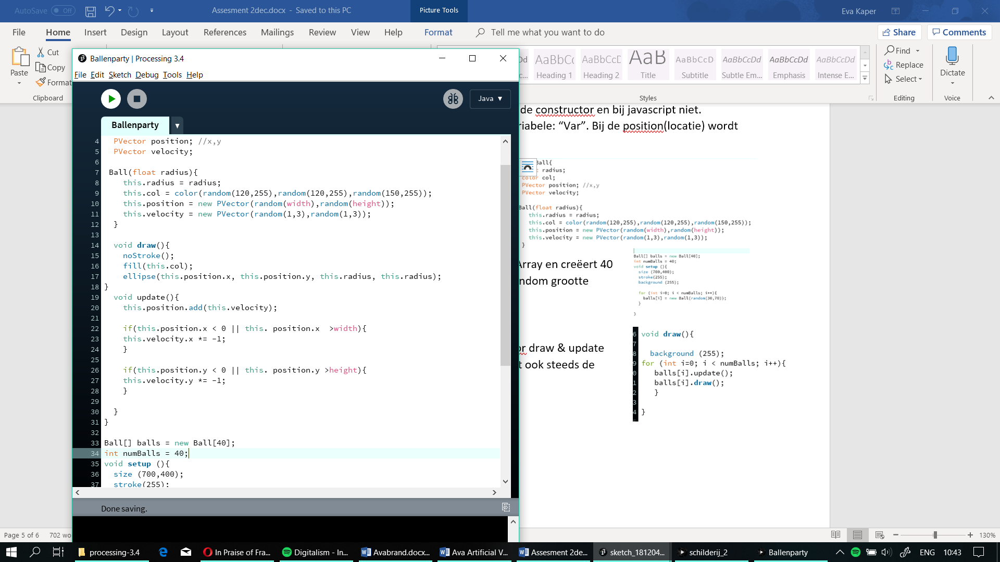 AutoSave Off
Assesment 2dec.docx - Saved to this PC
Picture Tools
Eva Kaper
File Home Insert Design Layout References Mailings Review View Help Format Tell me what you want to do
Share Comments
Paste
Cut
Copy
Format
Clipboard
Heading 1
Heading 2
Title
Subtitle
Subtle Em...
Emphasis
Intense E...
Styles
Find
Replace
Select
Editing
Dictate
Voice
Ballenparty | Processing 3.4
File Edit Sketch Debug Tools Help
Java ▼
Ballenparty
4 PVector position; //x,y
5 PVector velocity;
6
7 Ball(float radius){
8 this.radius = radius;
9 this.col = color(random(120,255),random(120,255),random(150,255));
10 this.position = new PVector(random(width),random(height));
11 this.velocity = new PVector(random(1,3),random(1,3));
12 }
13
14 void draw(){
15 noStroke();
16 fill(this.col);
17 ellipse(this.position.x, this.position.y, this.radius, this.radius);
18 }
19 void update(){
20 this.position.add(this.velocity);
21
22 if(this.position.x < 0 || this. position.x  >width){
23 this.velocity.x *= -1;
24 }
25
26 if(this.position.y < 0 || this. position.y >height){
27 this.velocity.y *= -1;
28 }
29
30 }
31 }
32
33 Ball[] balls = new Ball[40];
34 int numBalls = 40;
35 void setup (){
36 size (700,400);
37 stroke(255);
Done saving.
de constructor en bij javascript niet.
riabele: “Var”. Bij de position(locatie) wordt
Ball{
radius;
color col;
PVector position; //x,y
PVector velocity;
Ball(float radius){
this.radius = radius;
this.col = color(random(120,255),random(120,255),random(150,255));
this.position = new PVector(random(width),random(height));
this.velocity = new PVector(random(1,3),random(1,3));
}
Array en creëert 40
ndom grootte
Ball[] balls = new Ball[40];
int numBalls = 40;
void setup (){
size (700,400);
stroke(255);
background (255);
for (int i=0; i < numBalls; i++){
balls[i] = new Ball(random(30,70));
}
}
or draw & update
t ook steeds de
6 void draw(){
7
8 background (255);
9 for (int i=0; i < numBalls; i++){
0 balls[i].update();
1 balls[i].draw();
2 }
3
4 }
Page 5 of 6 702 wo
130%
processing-3.4
In Praise of Fra...
Digitalism - In...
Avabrand.docx...
Ava Artificial V...
Assesment 2de...
sketch_181204...
schilderij_2
Ballenparty
ENG
10:43